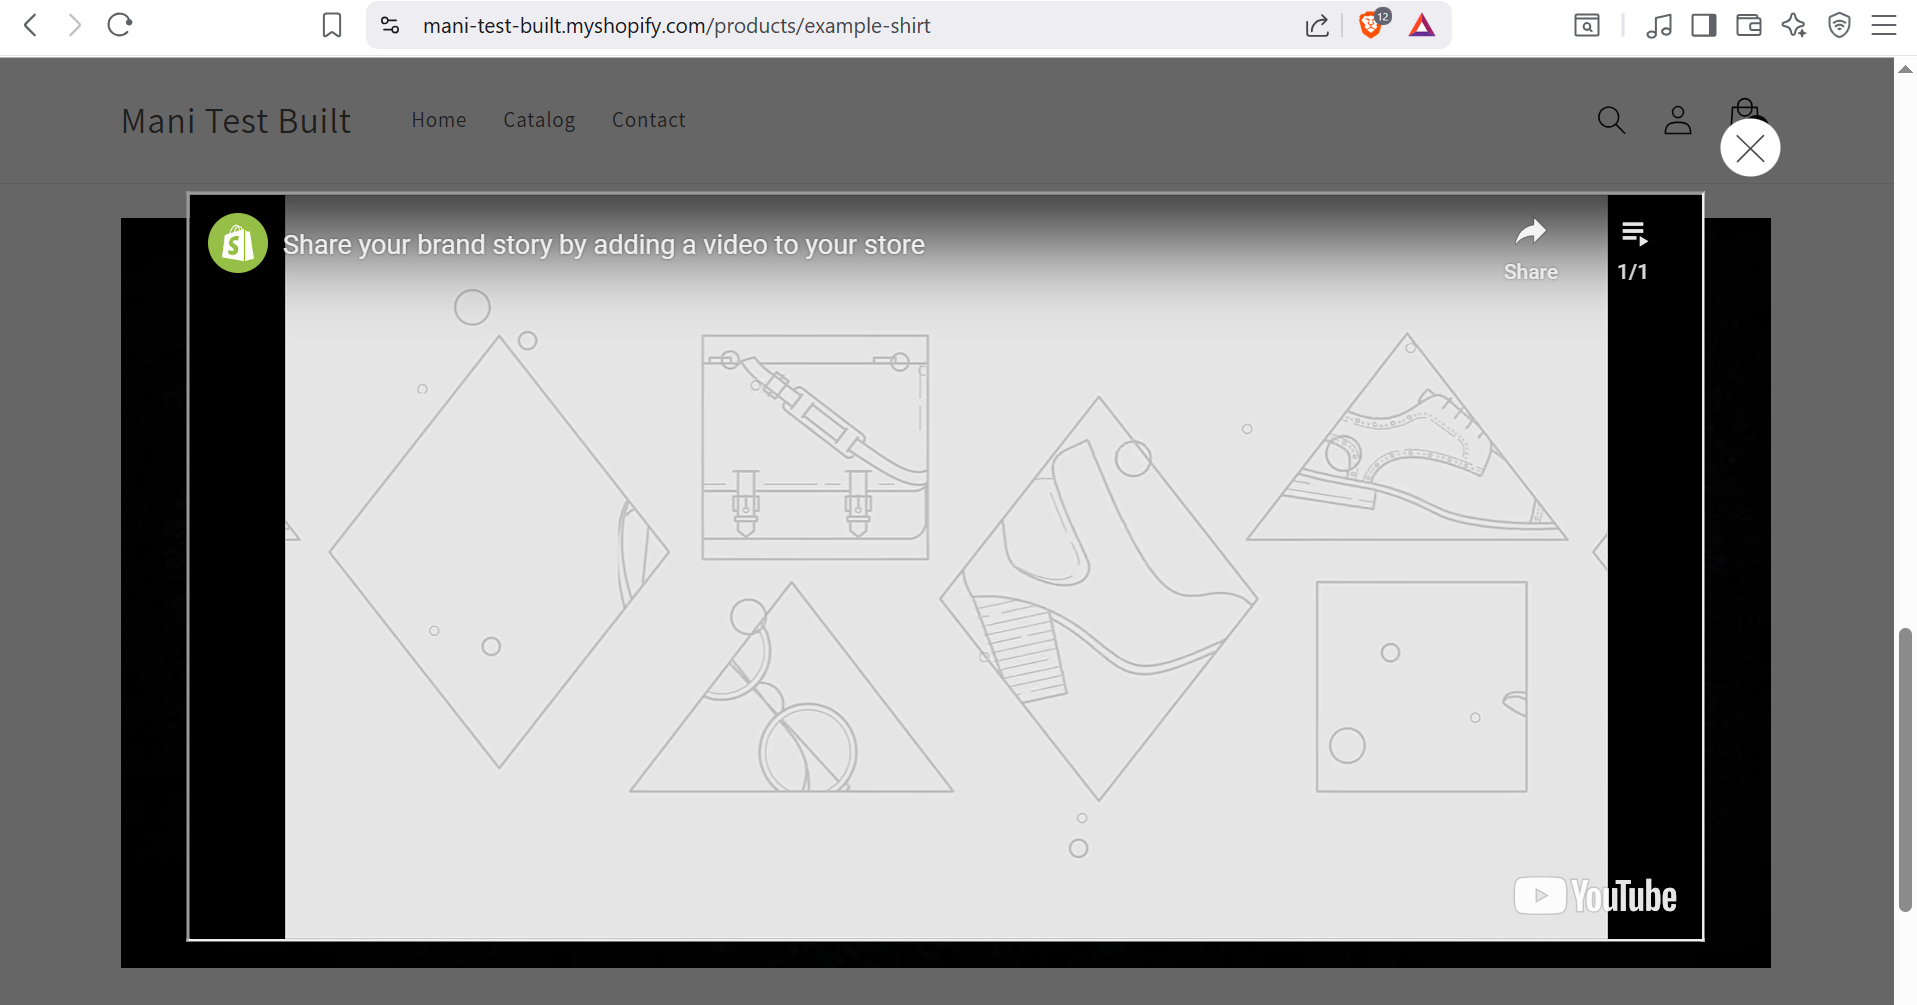 mani-test-built.myshopify.com/products/example-shirt
12
Mani Test Built
Home
Catalog
Contact
S
Share your brand story by adding a video to your store
Share
1/1
YouTube